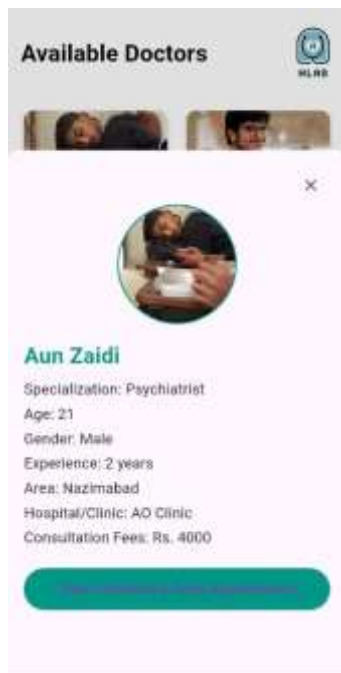 Available Doctors
HLAB
Aun Zaidi
Specialization: Psychiatrist
Age: 21
Gender: Male
Experience: 2 years
Area: Nazimabad
Hospital/Clinic: AO Clinic
Consultation Fees: Rs. 4000